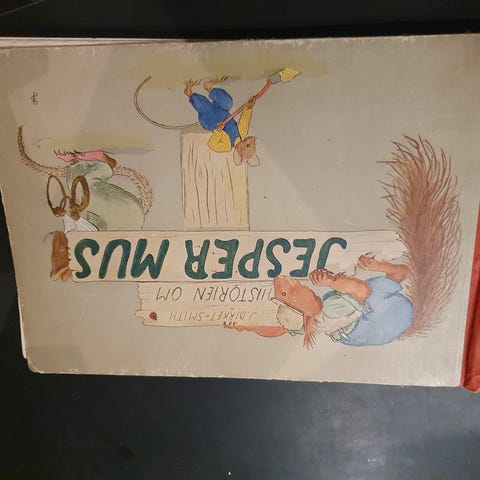 J. BIRKET-SMITH
HISTORIEN OM
JESPER MUS